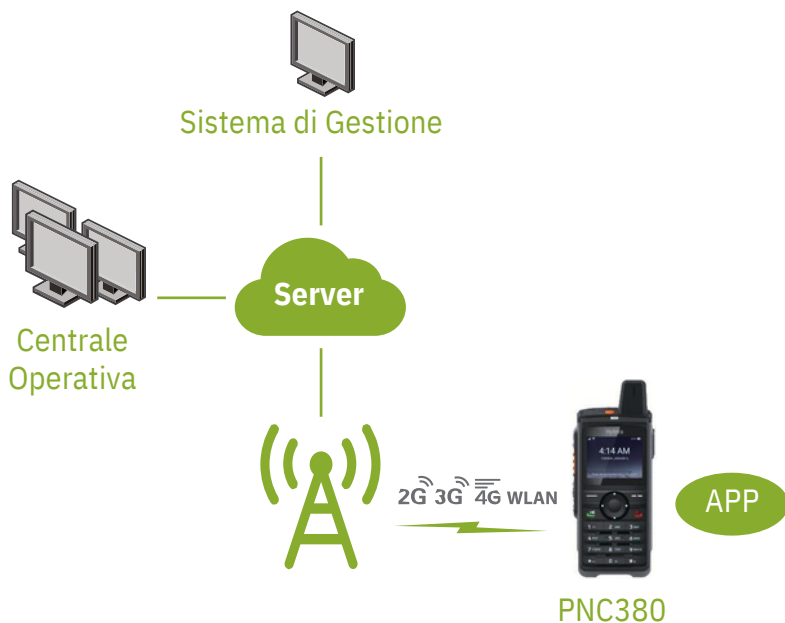 Sistema di Gestione
Server
Centrale
Operativa
2G 3G 4G WLAN
4:14 AM
APP
PNC380